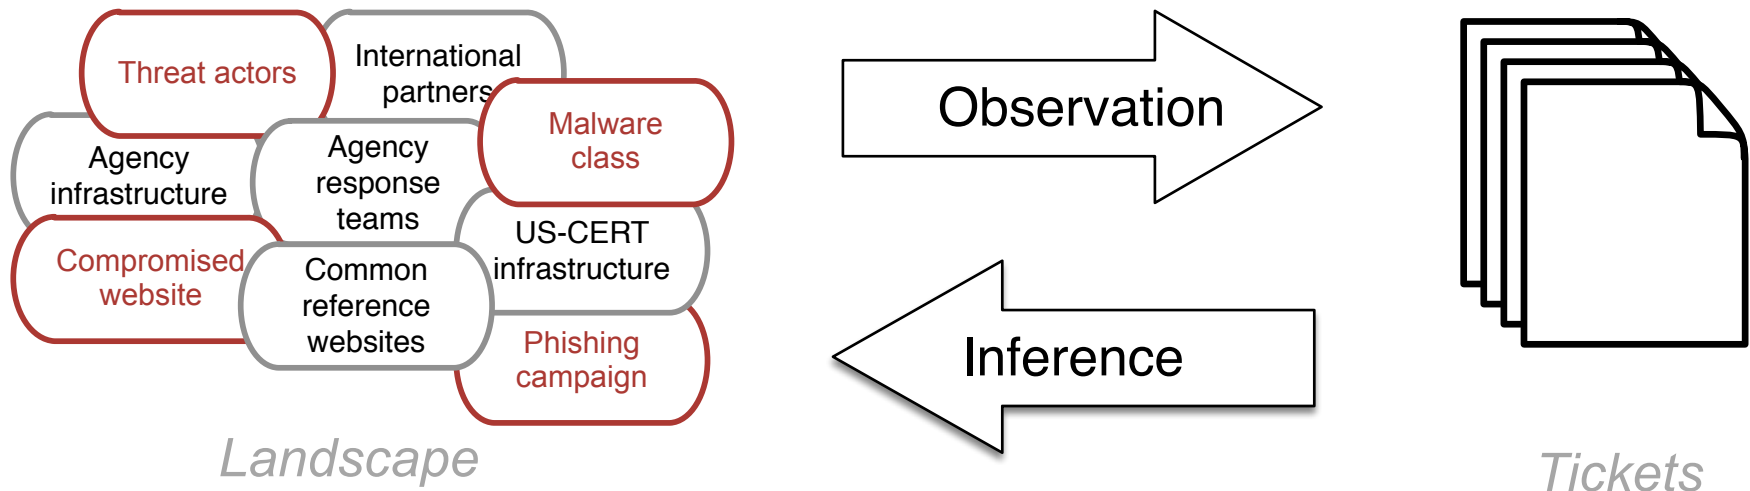 Threat actors
International
partners
Malware
class
Agency
infrastructure
Agency
response
teams
US-CERT
infrastructure
Compromised
website
Common
reference
websites
Phishing
campaign
Landscape
Observation
Inference
Tickets